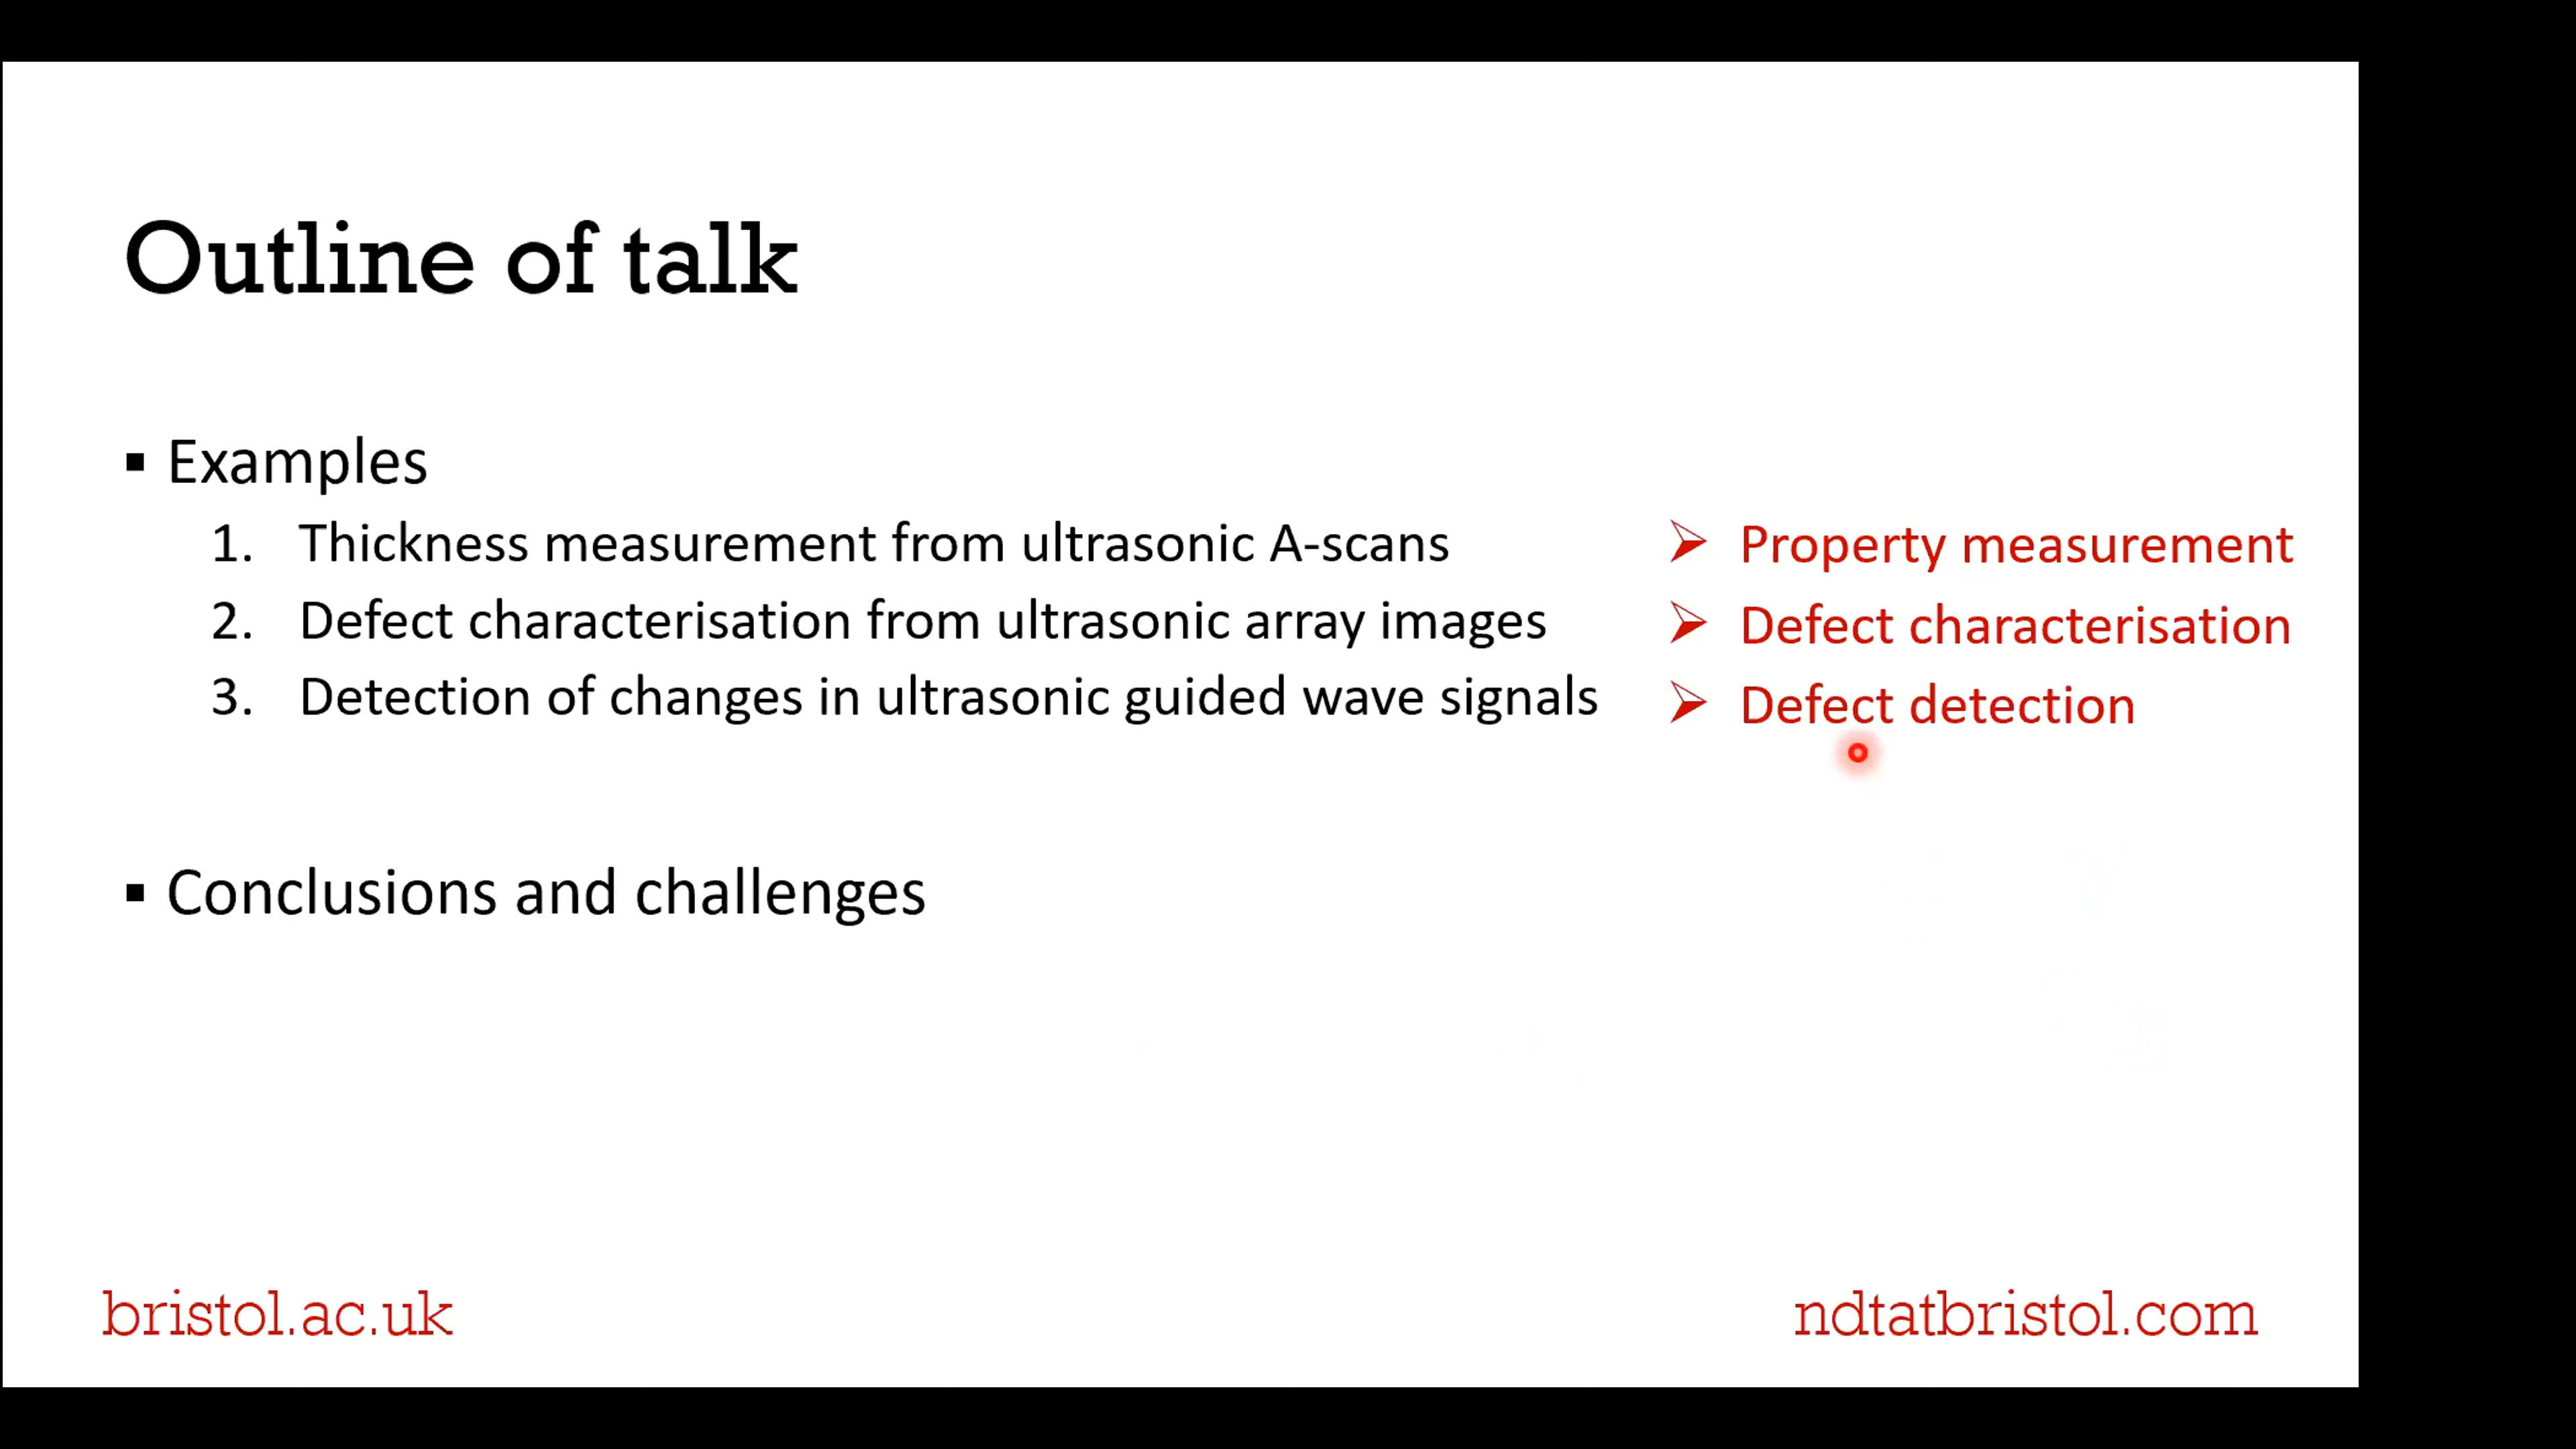 Outline of talk
▪ Examples
1. Thickness measurement from ultrasonic A-scans
➢ Property measurement
2. Defect characterisation from ultrasonic array images
➢ Defect characterisation
3. Detection of changes in ultrasonic guided wave signals
➢ Defect detection
▪ Conclusions and challenges
bristol.ac.uk
ndtatbristol.com